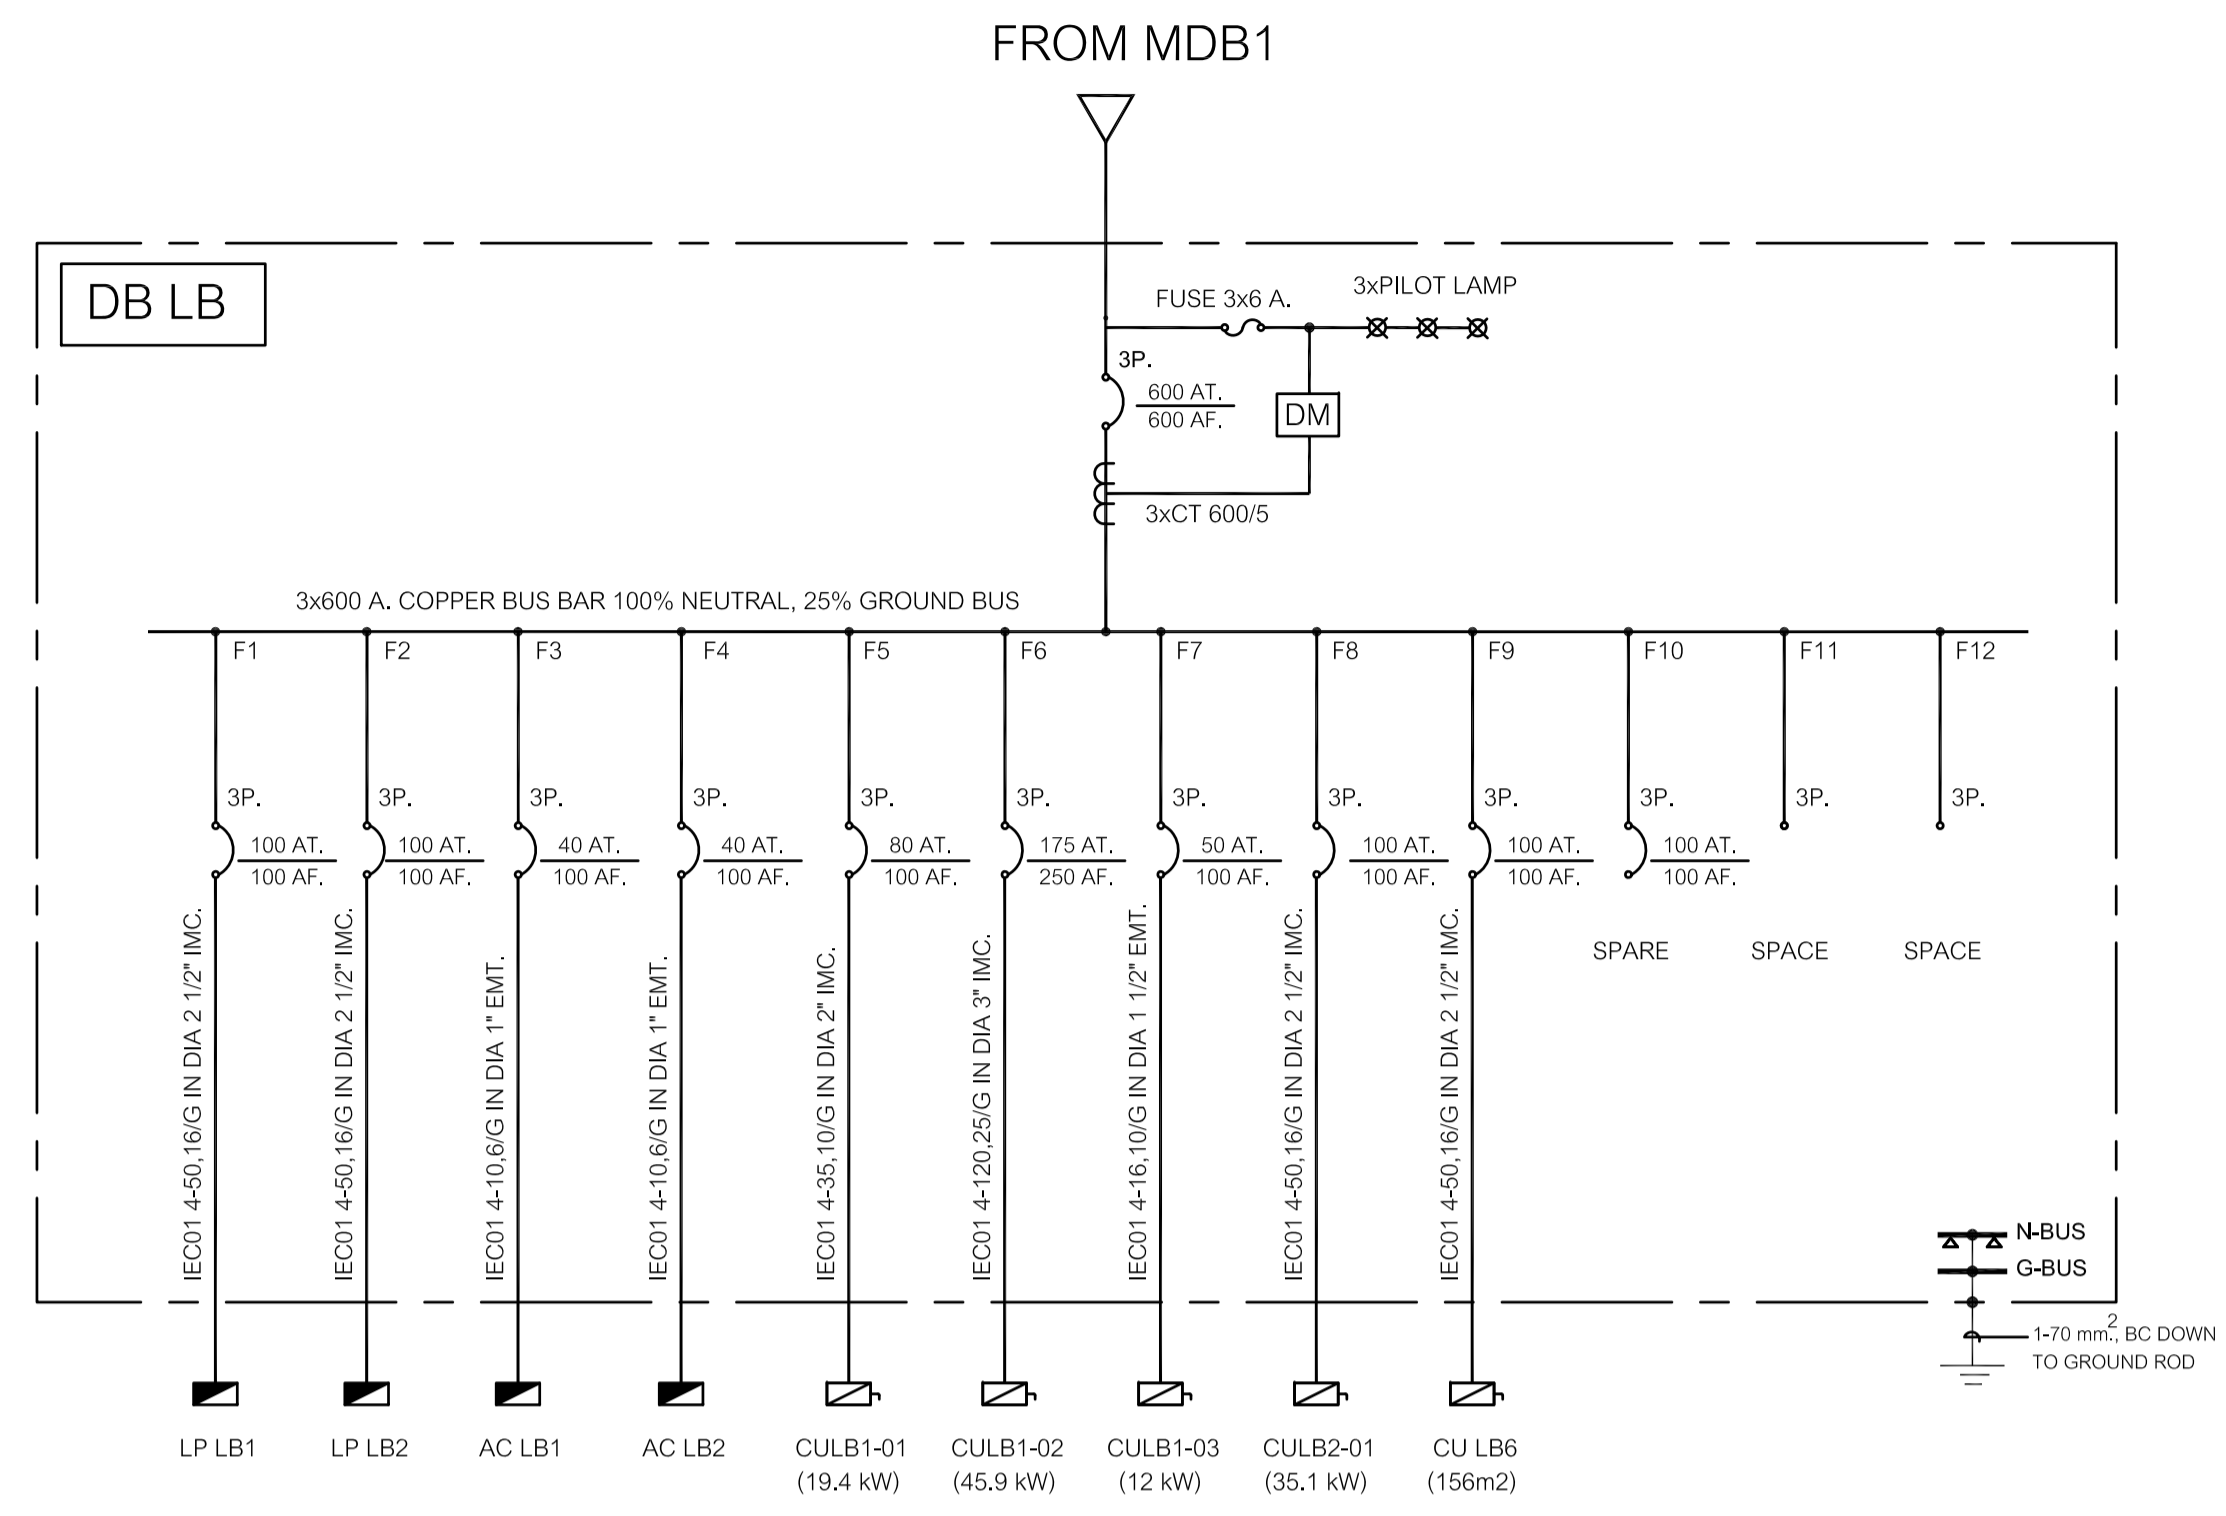 FROM MDB1
DB LB
FUSE 3x6 A.
3xPILOT LAMP
3P.
600 AT.
600 AF.
DM
3xCT 600/5
3x600 A. COPPER BUS BAR 100% NEUTRAL, 25% GROUND BUS
F1
F2
F3
F4
F5
F6
F7
F8
F9
F10
F11
F12
3P.
3P.
3P.
3P.
3P.
3P.
3P.
3P.
3P.
3P.
3P.
3P.
100 AT.
100 AF.
100 AT.
100 AF.
40 AT.
100 AF.
40 AT.
100 AF.
80 AT.
100 AF.
175 AT.
250 AF.
50 AT.
100 AF.
100 AT.
100 AF.
100 AT.
100 AF.
100 AT.
100 AF.
SPARE
SPACE
SPACE
IEC01 4-50,16/G IN DIA 2 1/2" IMC.
IEC01 4-50,16/G IN DIA 2 1/2" IMC.
IEC01 4-10,6/G IN DIA 1" EMT.
IEC01 4-10,6/G IN DIA 1" EMT.
IEC01 4-35,10/G IN DIA 2" IMC.
IEC01 4-120,25/G IN DIA 3" IMC.
IEC01 4-16,10/G IN DIA 1 1/2" EMT.
IEC01 4-50,16/G IN DIA 2 1/2" IMC.
IEC01 4-50,16/G IN DIA 2 1/2" IMC.
N-BUS
G-BUS
1-70 mm.², BC DOWN
TO GROUND ROD
LP LB1
LP LB2
AC LB1
AC LB2
CULB1-01
(19.4 kW)
CULB1-02
(45.9 kW)
CULB1-03
(12 kW)
CULB2-01
(35.1 kW)
CU LB6
(156m2)